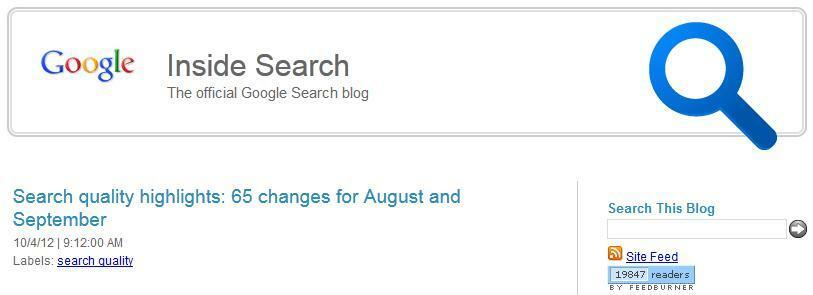 Google
Inside Search
The official Google Search blog
Search quality highlights: 65 changes for August and
September
10/4/12 | 9:12:00 AM
Labels: search quality
Search This Blog
Site Feed
19847 readers
BY FEEDBURNER